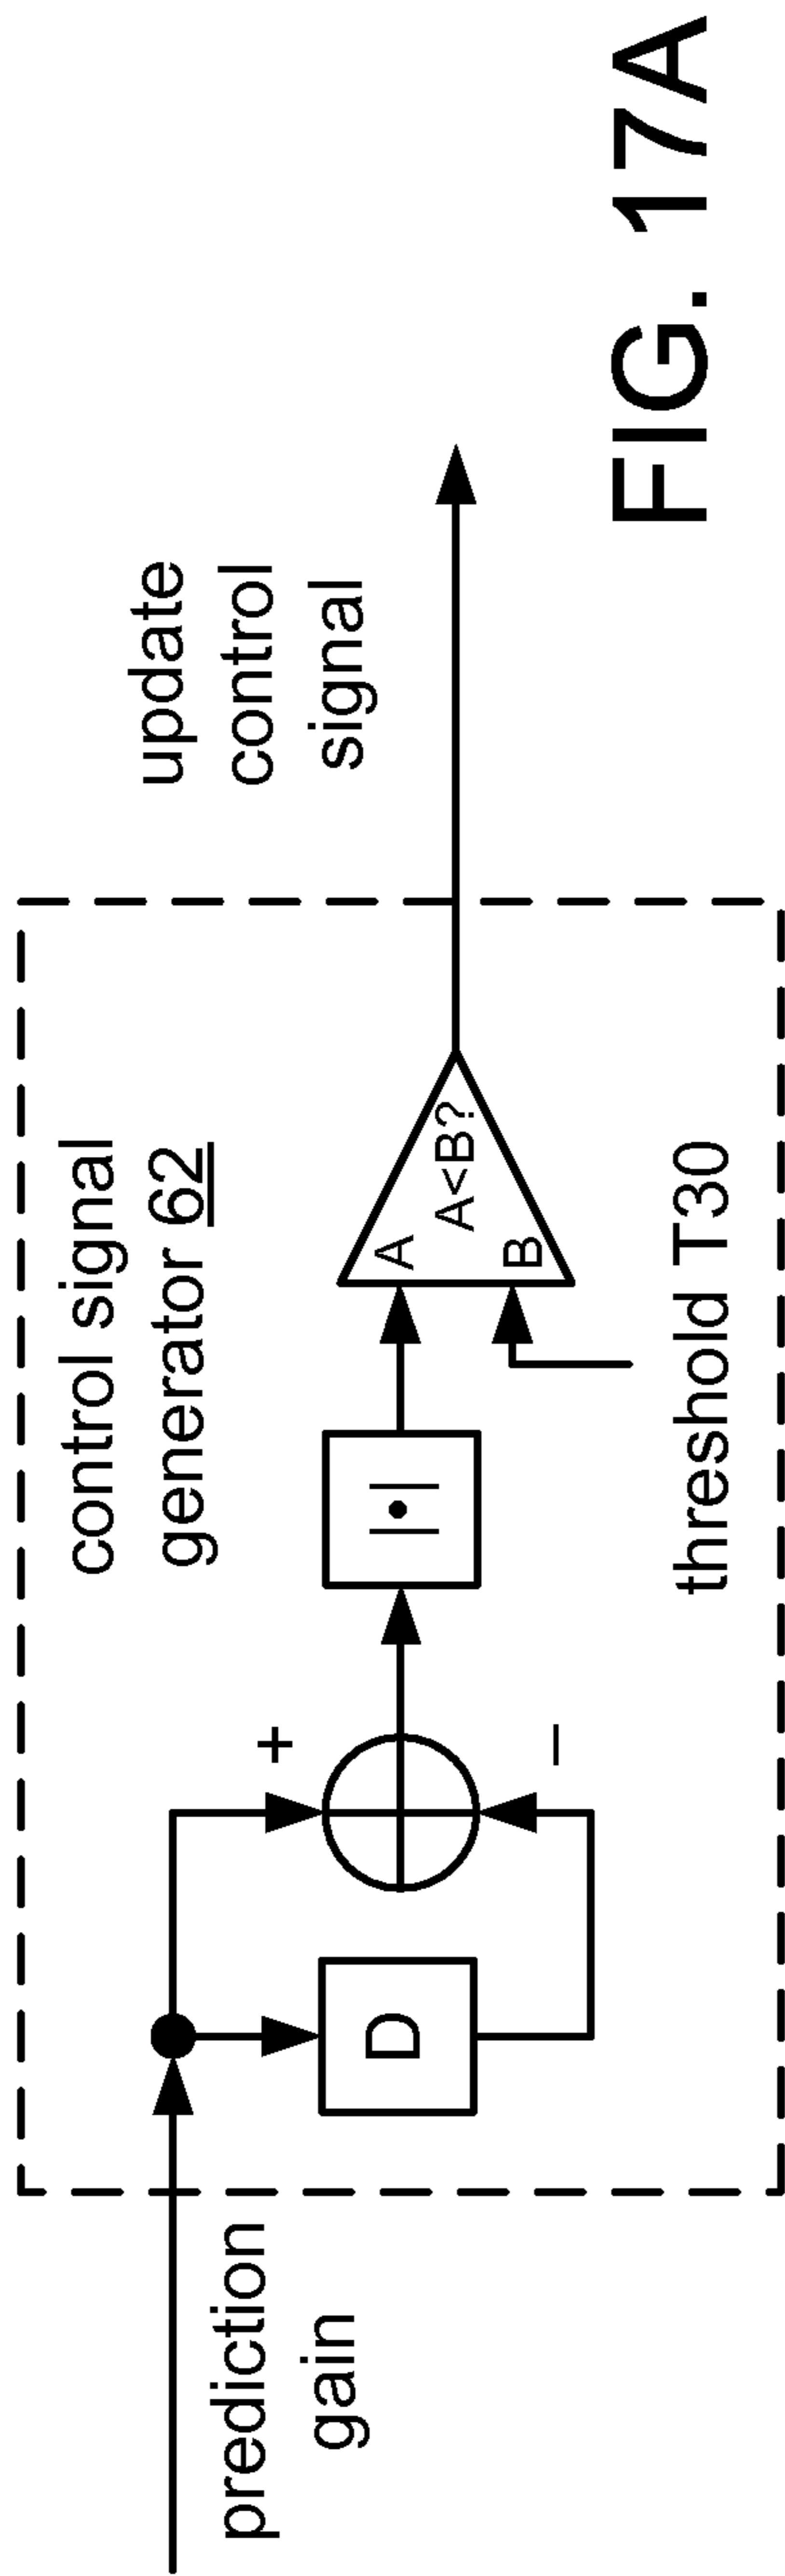 prediction
gain
control signal
generator 62
D
+
−
|•|
A
B
A<B?
threshold T30
update
control
signal
FIG. 17A